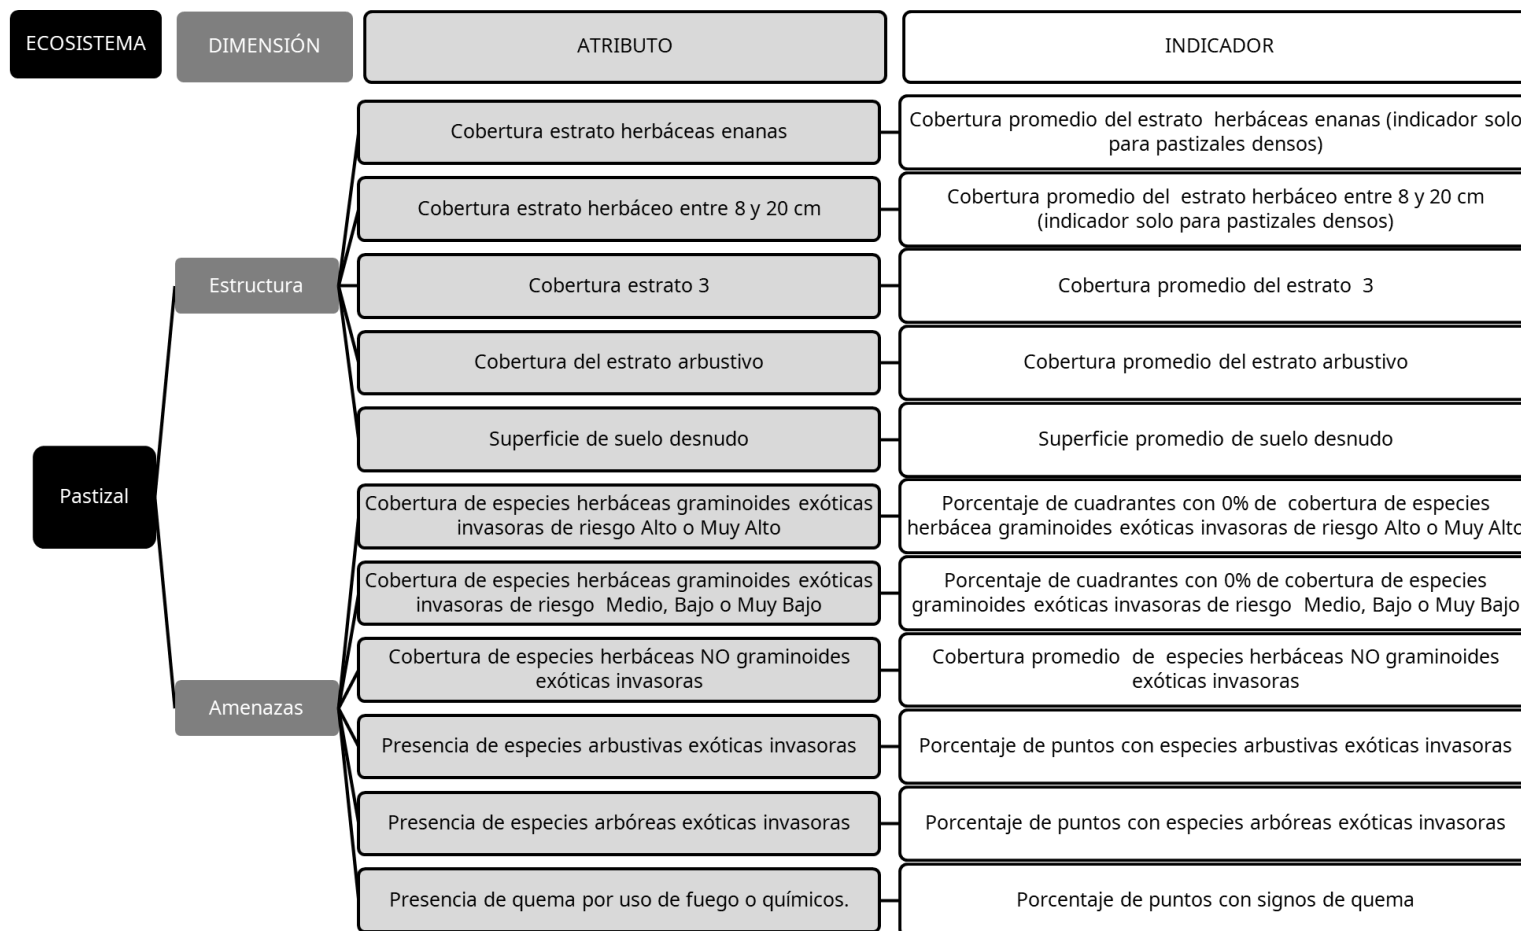 ECOSISTEMA
DIMENSIÓN
ATRIBUTO
INDICADOR
Cobertura estrato herbáceas enanas
Cobertura promedio del estrato herbáceas enanas (indicador solo
para pastizales densos)
Cobertura estrato herbáceo entre 8 y 20 cm
Cobertura promedio del estrato herbáceo entre 8 y 20 cm
(indicador solo para pastizales densos)
Estructura
Cobertura estrato 3
Cobertura promedio del estrato 3
Cobertura del estrato arbustivo
Cobertura promedio del estrato arbustivo
Superficie de suelo desnudo
Superficie promedio de suelo desnudo
Pastizal
Cobertura de especies herbáceas graminoides exóticas
invasoras de riesgo Alto o Muy Alto
Porcentaje de cuadrantes con 0% de cobertura de especies
herbácea graminoides exóticas invasoras de riesgo Alto o Muy Alto
Cobertura de especies herbáceas graminoides exóticas
invasoras de riesgo Medio, Bajo o Muy Bajo
Porcentaje de cuadrantes con 0% de cobertura de especies
graminoides exóticas invasoras de riesgo Medio, Bajo o Muy Bajo
Cobertura de especies herbáceas NO graminoides
exóticas invasoras
Cobertura promedio de especies herbáceas NO graminoides
exóticas invasoras
Amenazas
Presencia de especies arbustivas exóticas invasoras
Porcentaje de puntos con especies arbustivas exóticas invasoras
Presencia de especies arbóreas exóticas invasoras
Porcentaje de puntos con especies arbóreas exóticas invasoras
Presencia de quema por uso de fuego o químicos.
Porcentaje de puntos con signos de quema